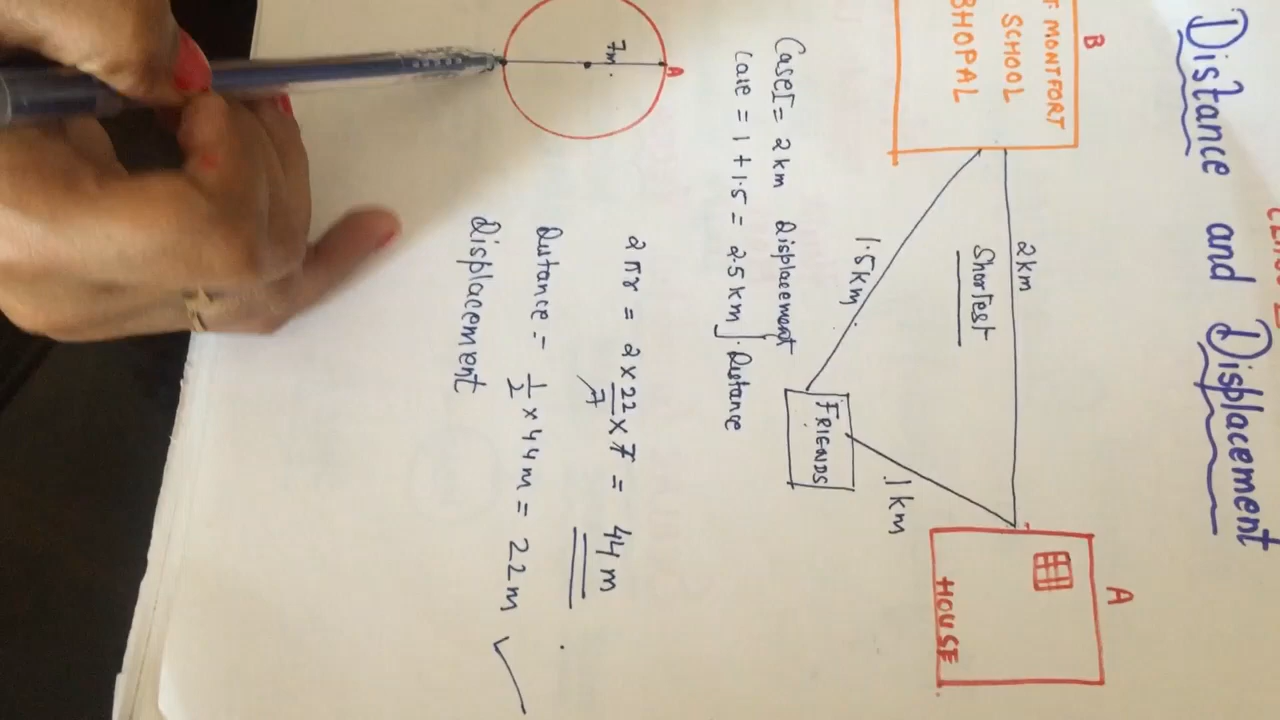 Distance and Displacement
B
MONTFORT
SCHOOL
BHOPAL
2km
Shortest
1.5km.
FRIENDS
.1km
A
HOUSE
CaseI = 2km Displacement
Case = 1 + 1.5 = 2.5 km]. Distance
A
7m.
2πr = 2 × 22/7 × 7 = 44m
Distance = 1/2 × 44m = 22m
Displacement